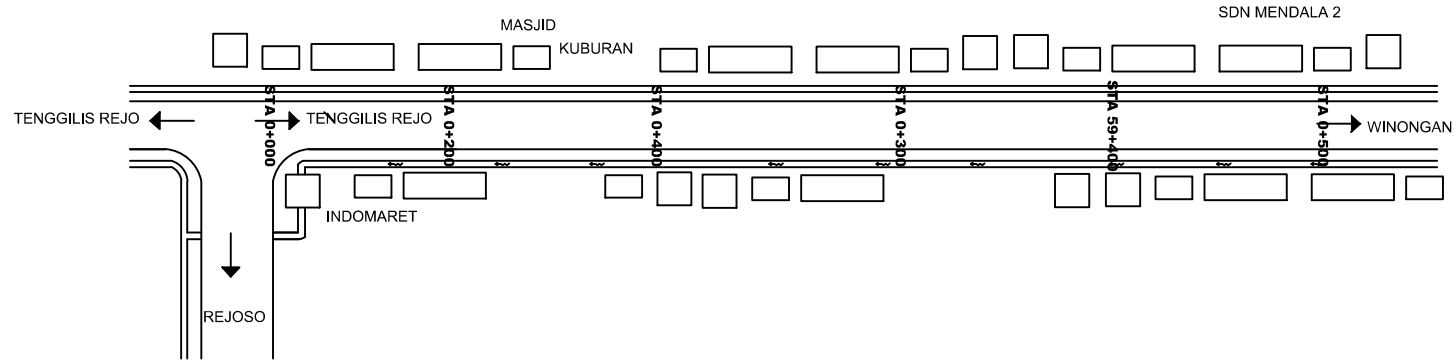 SDN MENDALA 2
MASJID
KUBURAN
TENGGILIS REJO
STA 0+000
TENGGILIS REJO
STA 0+200
STA 0+400
STA 0+300
STA 59+400
STA 0+500
WINONGAN
INDOMARET
REJOSO